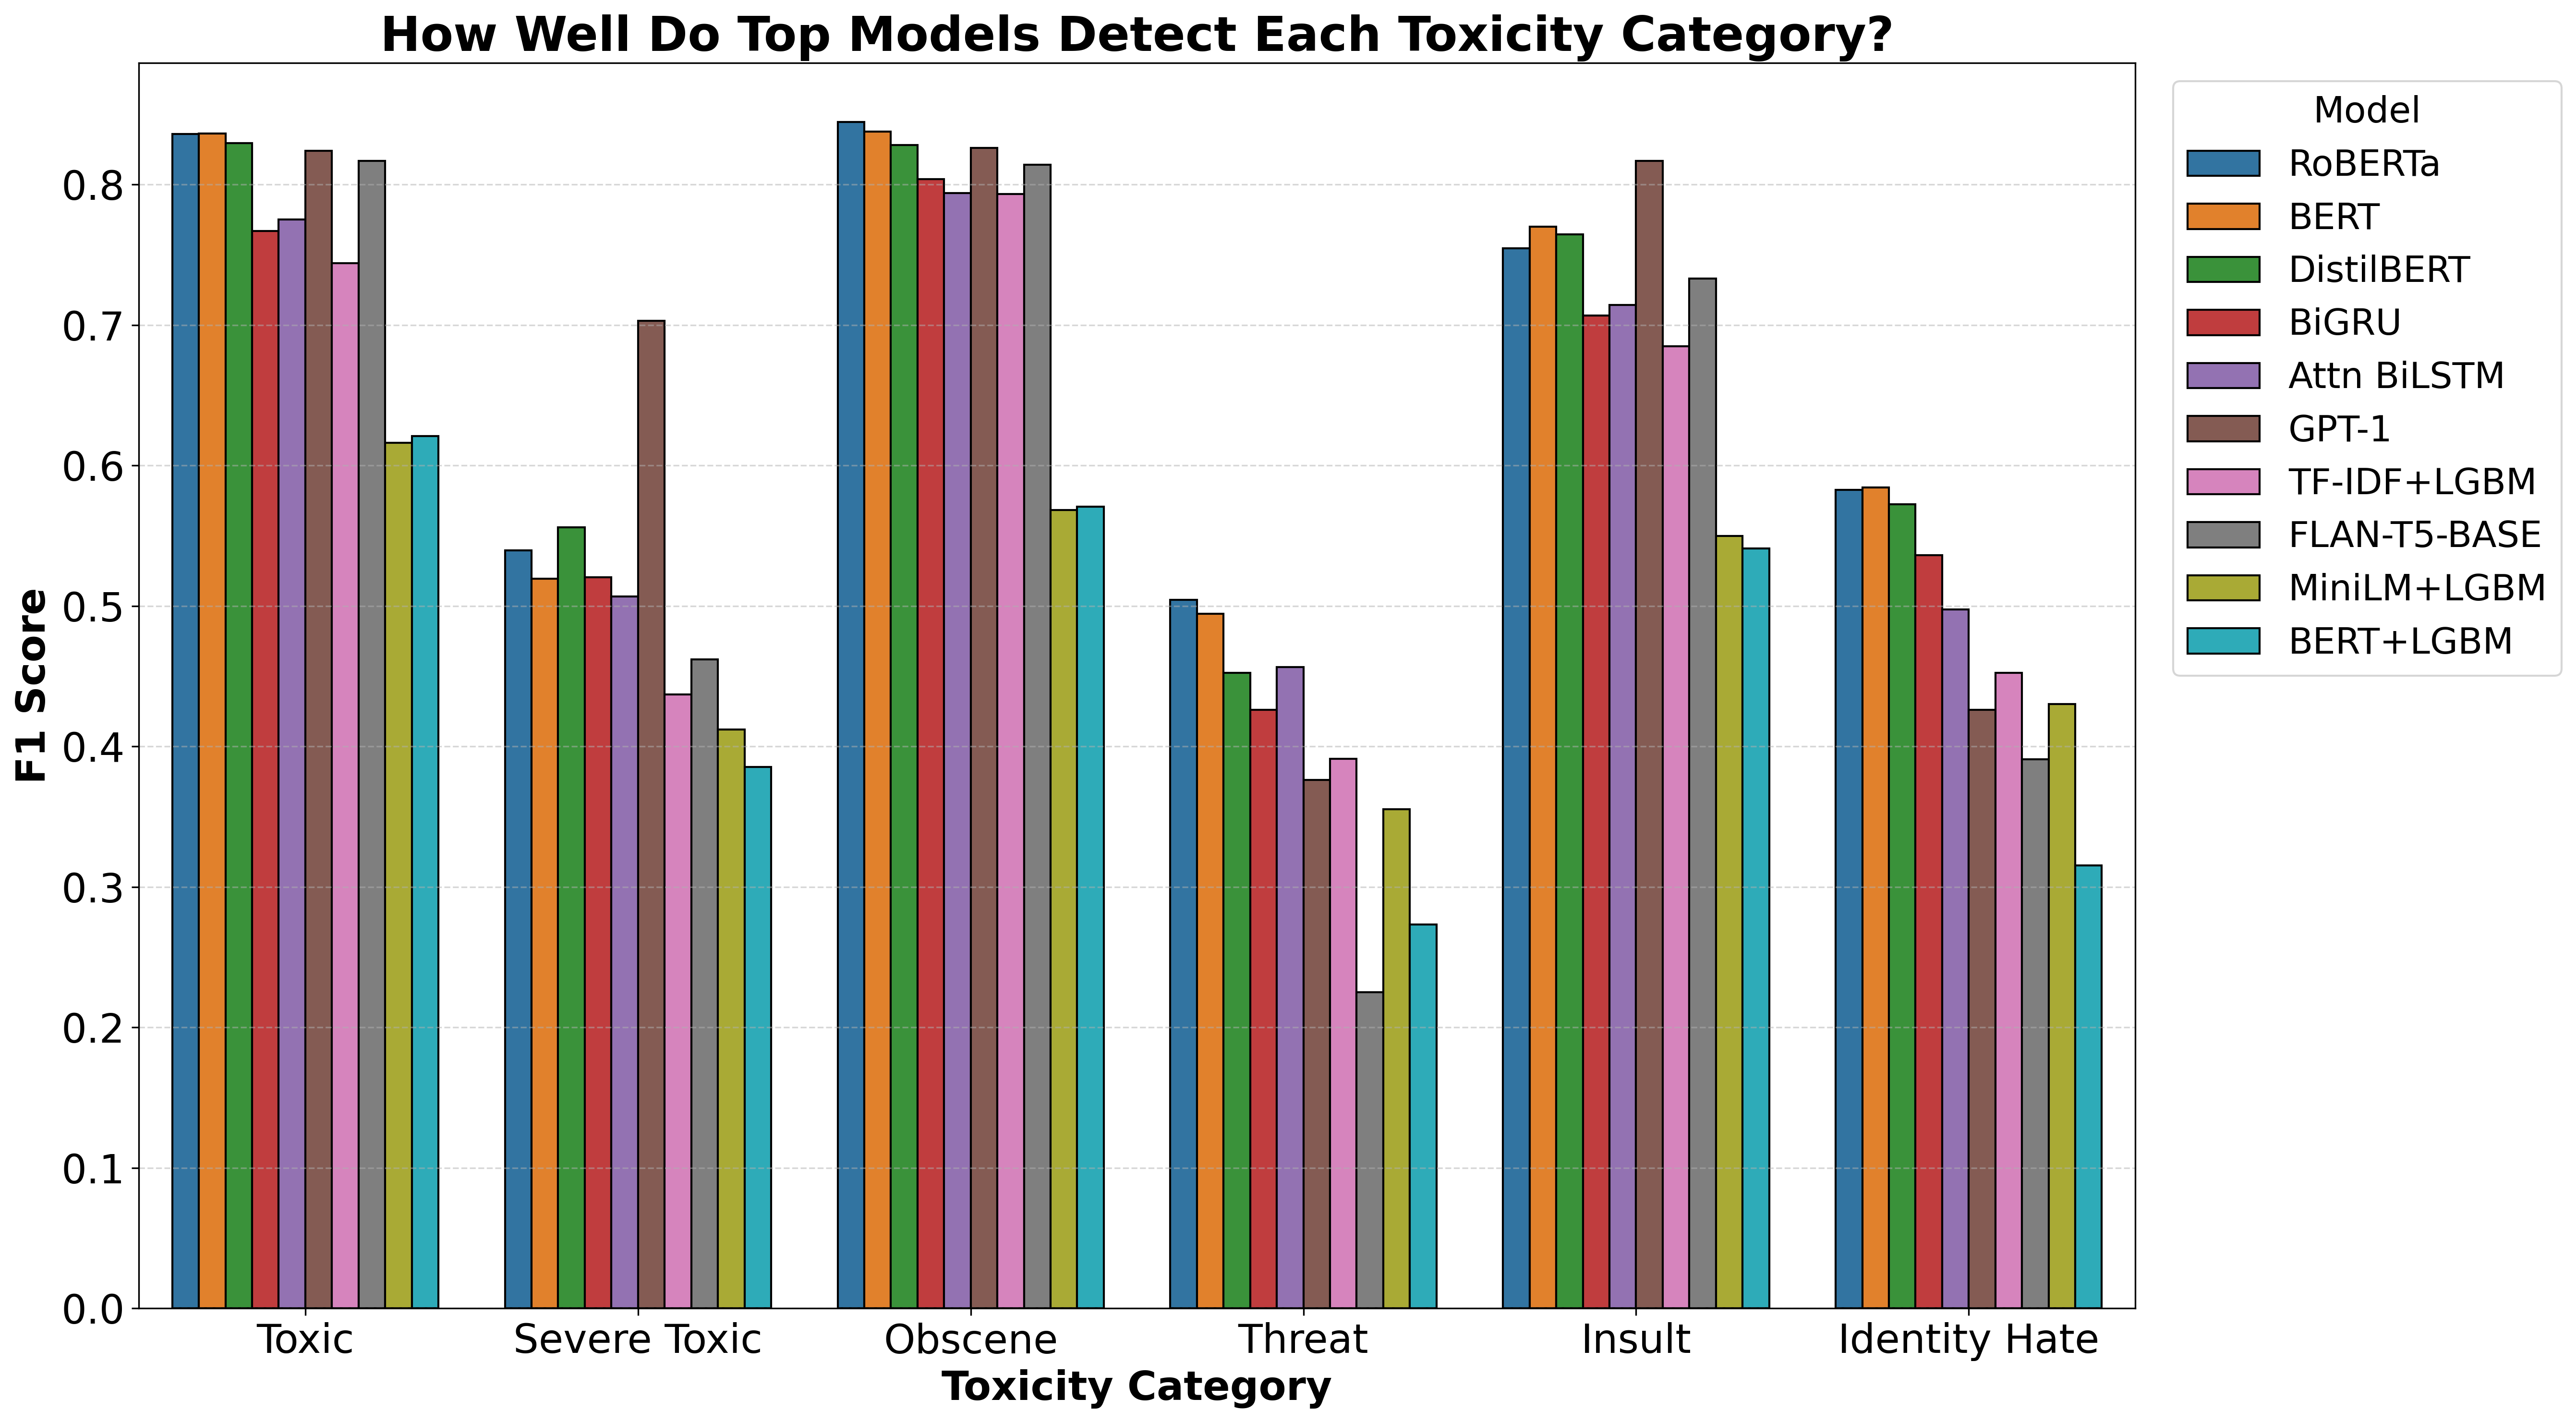 How Well Do Top Models Detect Each Toxicity Category?
F1 Score
0.8
0.7
0.6
0.5
0.4
0.3
0.2
0.1
0.0
Toxic
Severe Toxic
Obscene
Threat
Insult
Identity Hate
Toxicity Category
Model
RoBERTa
BERT
DistilBERT
BiGRU
Attn BiLSTM
GPT-1
TF-IDF+LGBM
FLAN-T5-BASE
MiniLM+LGBM
BERT+LGBM